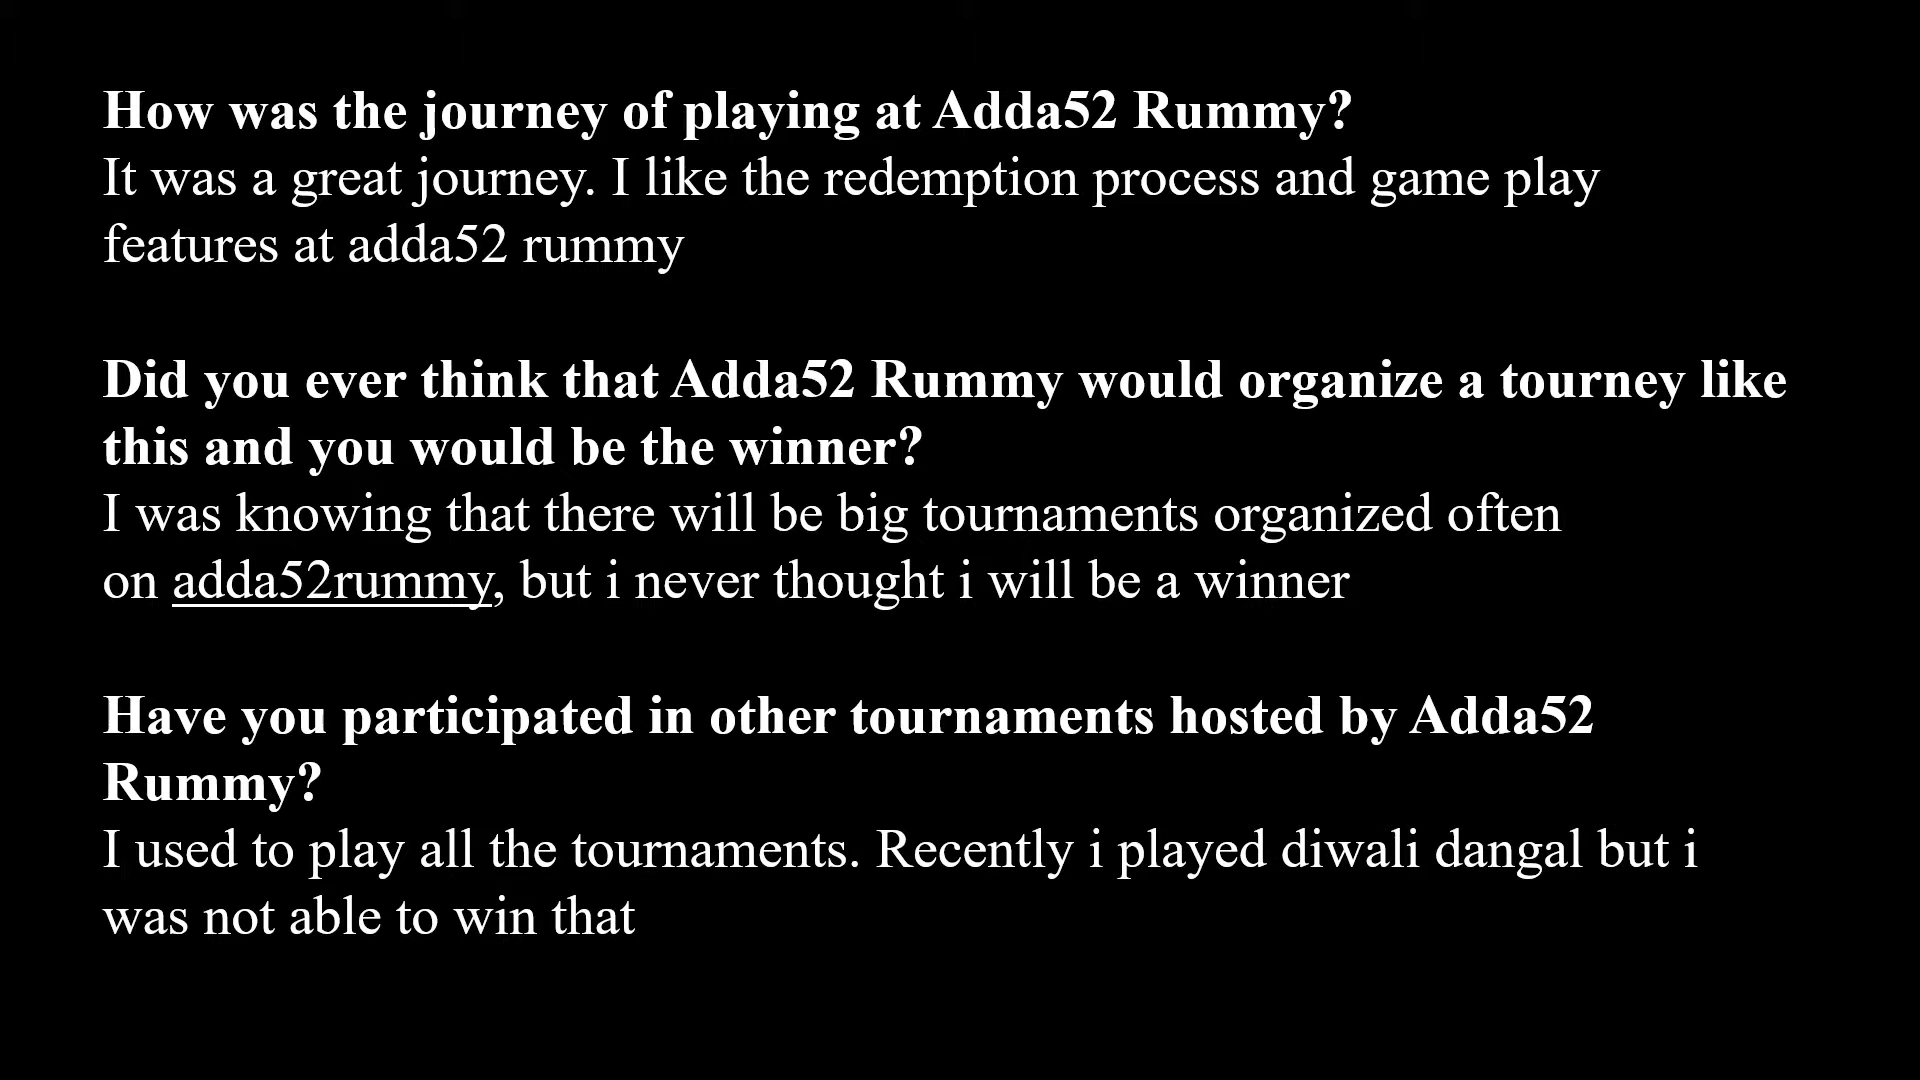 How was the journey of playing at Adda52 Rummy?
It was a great journey. I like the redemption process and game play
features at adda52 rummy
Did you ever think that Adda52 Rummy would organize a tourney like
this and you would be the winner?
I was knowing that there will be big tournaments organized often
on adda52rummy, but i never thought i will be a winner
Have you participated in other tournaments hosted by Adda52
Rummy?
I used to play all the tournaments. Recently i played diwali dangal but i
was not able to win that